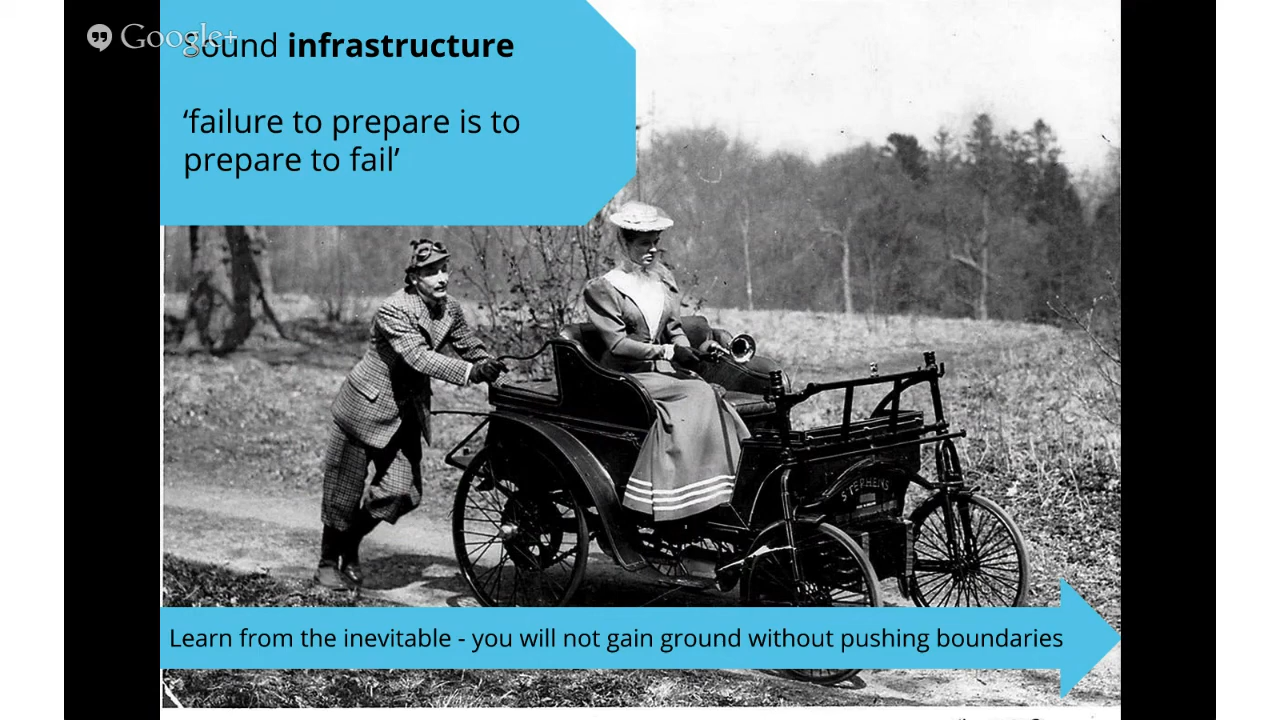 Google+
Sound infrastructure
‘failure to prepare is to
prepare to fail’
STEPHENS
Learn from the inevitable - you will not gain ground without pushing boundaries